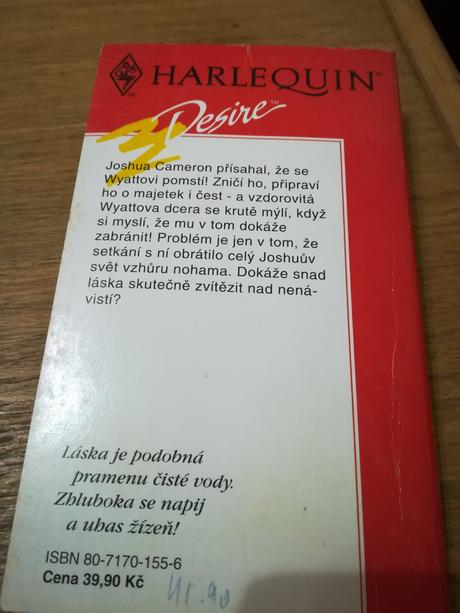 HARLEQUIN™
Desire™
Joshua Cameron přísahal, že se
Wyattovi pomstí! Zničí ho, připraví
ho o majetek i čest - a vzdorovitá
Wyattova dcera se krutě mýlí, když
si myslí, že mu v tom dokáže
zabránit! Problém je jen v tom, že
setkání s ní obrátilo celý Joshuův
svět vzhůru nohama. Dokáže snad
láska skutečně zvítězit nad nená-
vistí?
Láska je podobná
pramenu čisté vody.
Zhluboka se napij
a uhas žízeň!
ISBN 80-7170-155-6
Cena 39,90 Kč